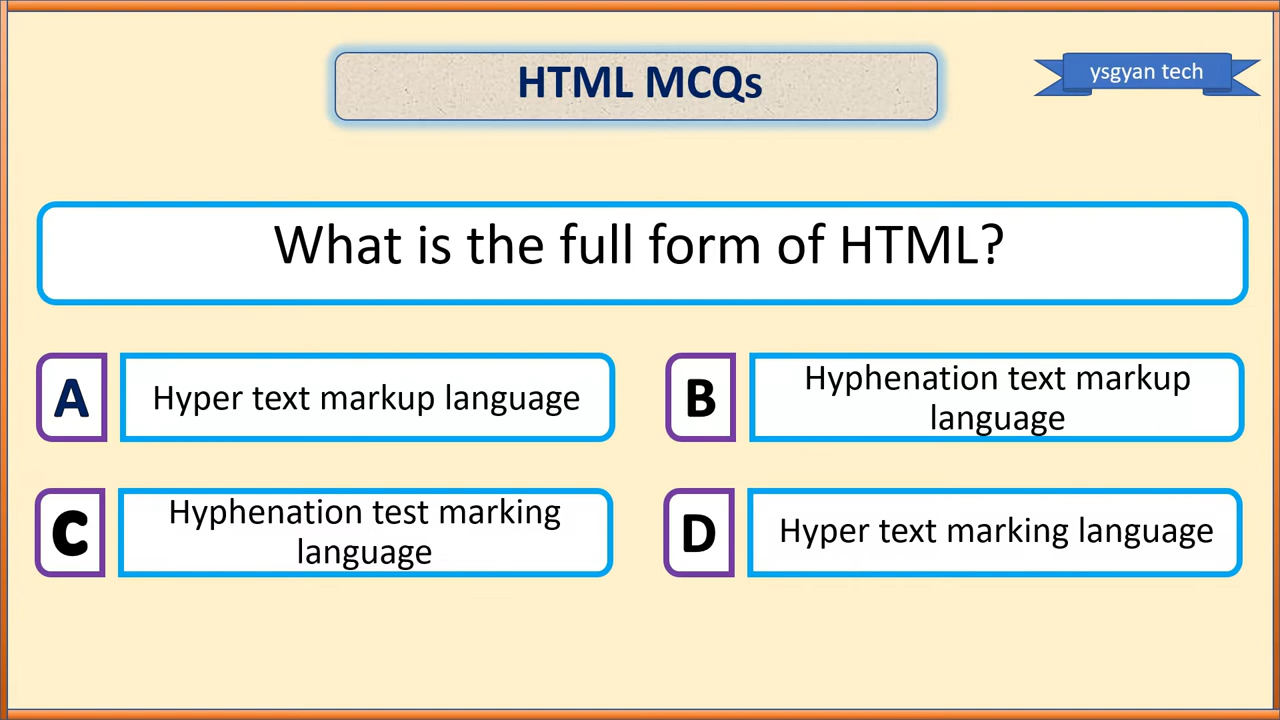 HTML MCQs
ysgyan tech
What is the full form of HTML?
A
Hyper text markup language
B
Hyphenation text markup
language
C
Hyphenation test marking
language
D
Hyper text marking language